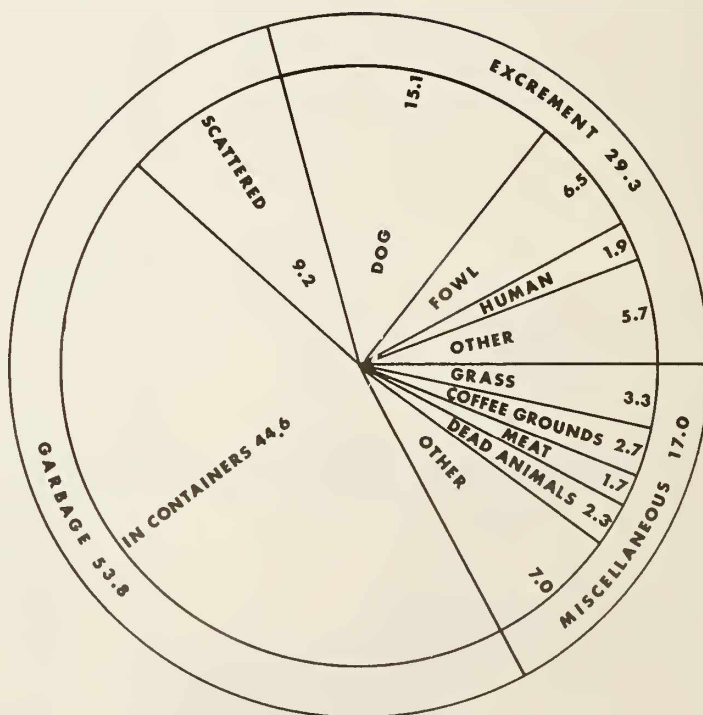 EXCREMENT 29.3
DOG 15.1
FOWL 6.5
HUMAN 1.9
OTHER 5.7
MISCELLANEOUS 17.0
GRASS 3.3
COFFEE GROUNDS 2.7
MEAT 1.7
DEAD ANIMALS 2.3
OTHER 7.0
GARBAGE 53.8
IN CONTAINERS 44.6
SCATTERED 9.2